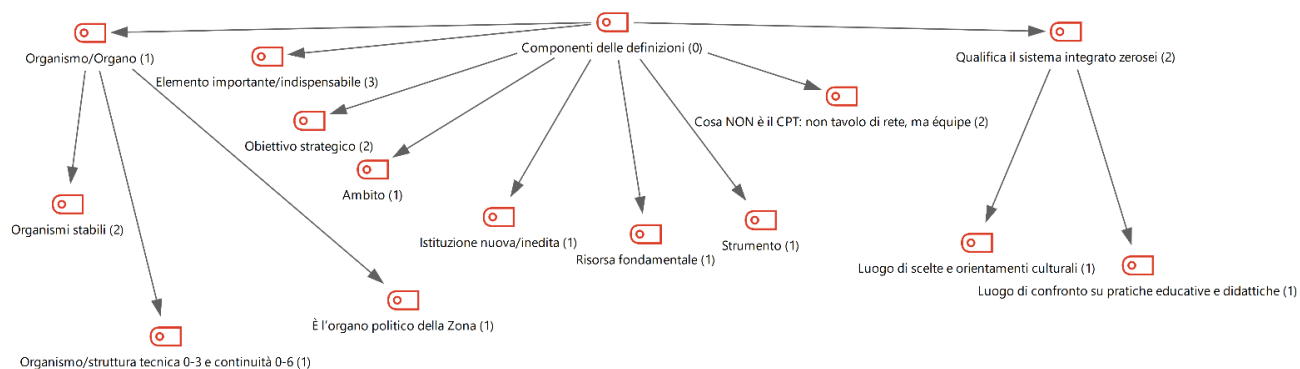 Componenti delle definizioni (0)
Organismo/Organo (1)
Elemento importante/indispensabile (3)
Qualifica il sistema integrato zerosei (2)
Cosa NON è il CPT: non tavolo di rete, ma équipe (2)
Obiettivo strategico (2)
Ambito (1)
Organismi stabili (2)
Istituzione nuova/inedita (1)
Risorsa fondamentale (1)
Strumento (1)
Luogo di scelte e orientamenti culturali (1)
Luogo di confronto su pratiche educative e didattiche (1)
È l'organo politico della Zona (1)
Organismo/struttura tecnica 0-3 e continuità 0-6 (1)